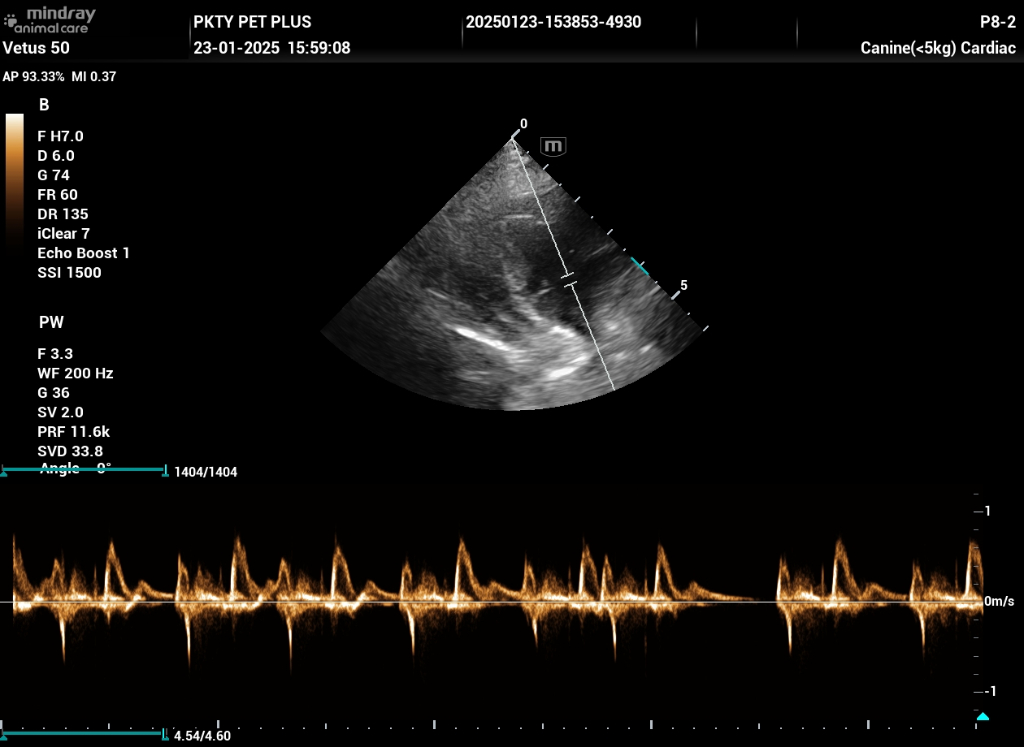 mindray
animalcare
PKTY PET PLUS
20250123-153853-4930
P8-2
Vetus 50
23-01-2025 15:59:08
Canine(<5kg) Cardiac
AP 93.33% MI 0.37
B
F H7.0
D 6.0
G 74
FR 60
DR 135
iClear 7
Echo Boost 1
SSI 1500
0
m
5
PW
F 3.3
WF 200 Hz
G 36
SV 2.0
PRF 11.6k
SVD 33.8
Angle 0°
1404/1404
1
0m/s
-1
4.54/4.60